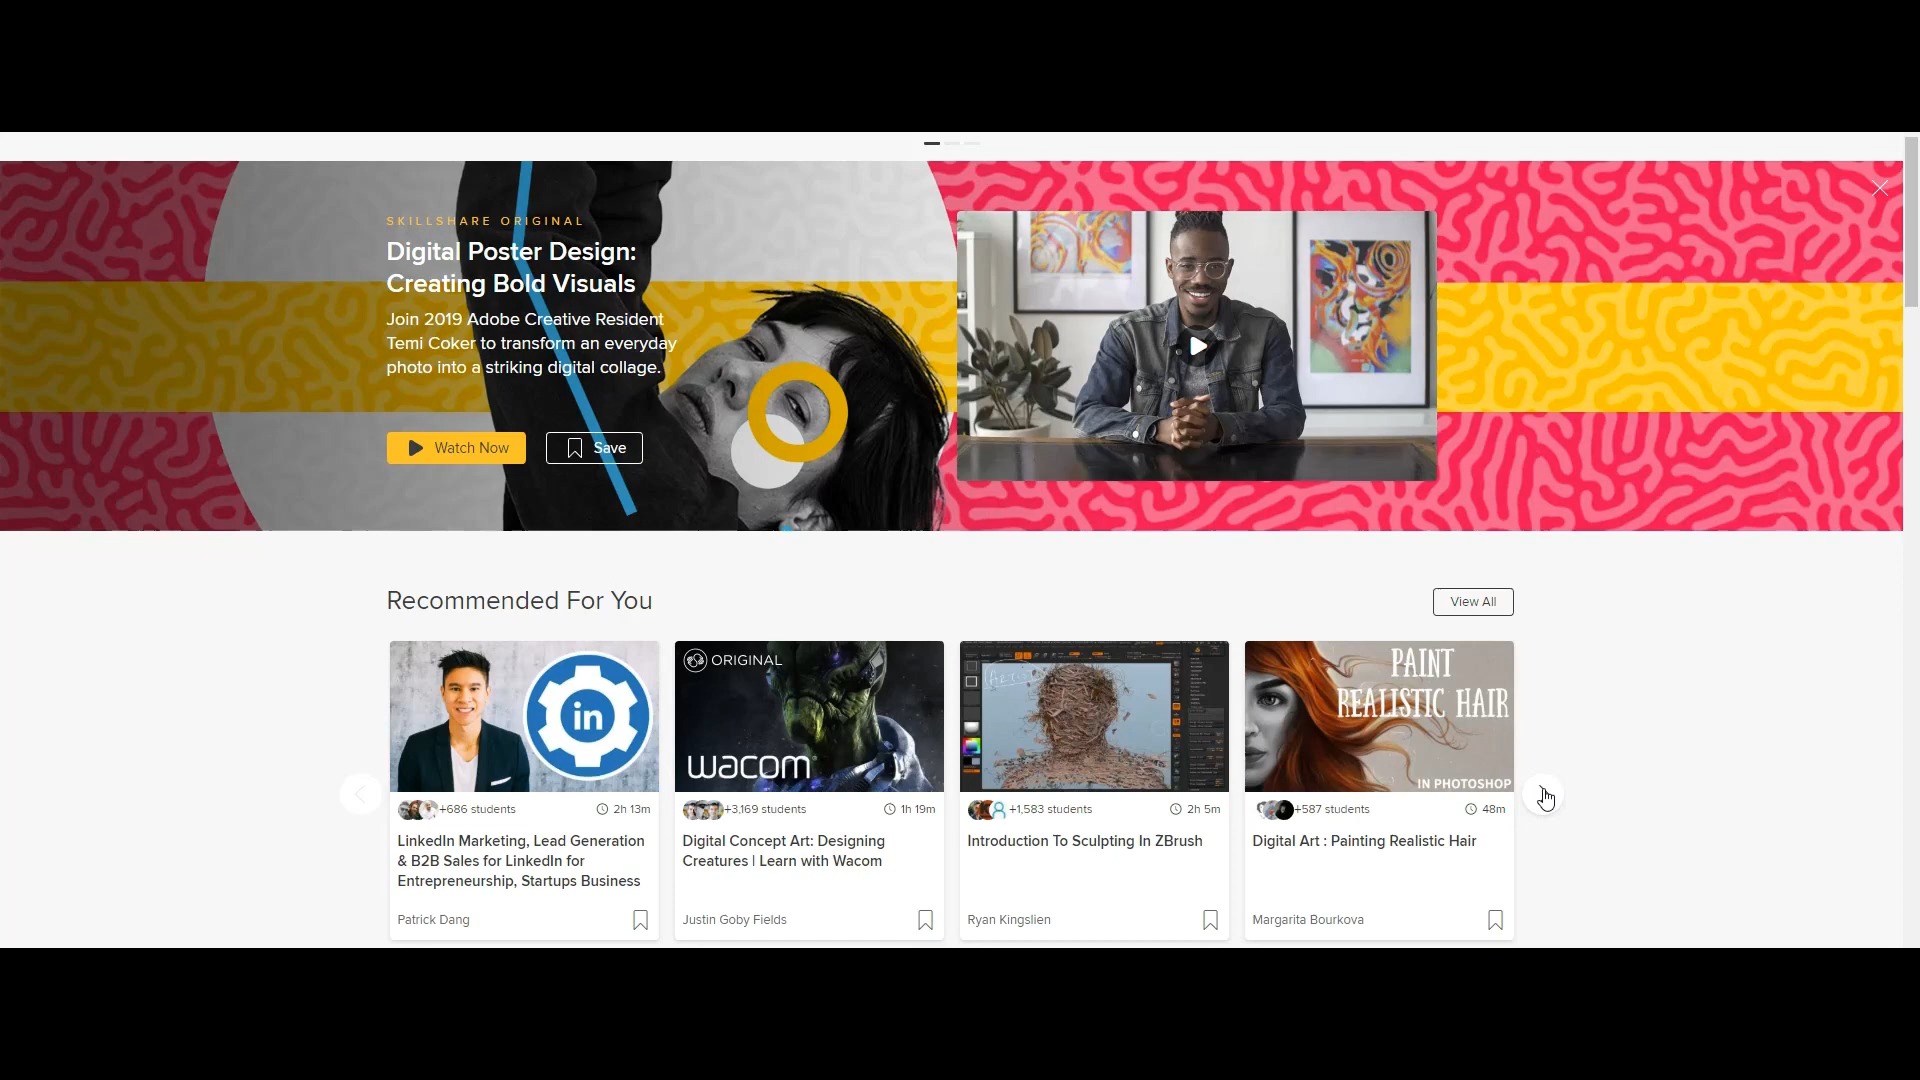 SKILLSHARE ORIGINAL
Digital Poster Design:
Creating Bold Visuals
Join 2019 Adobe Creative Resident
Temi Coker to transform an everyday
photo into a striking digital collage.
Watch Now
Save
Recommended For You
View All
in
ORIGINAL
wacom
PAINT
REALISTIC HAIR
IN PHOTOSHOP
+686 students
2h 13m
+3,169 students
1h 19m
+1,583 students
2h 5m
+587 students
48m
LinkedIn Marketing, Lead Generation
& B2B Sales for LinkedIn for
Entrepreneurship, Startups Business
Digital Concept Art: Designing
Creatures | Learn with Wacom
Introduction To Sculpting In ZBrush
Digital Art : Painting Realistic Hair
Patrick Dang
Justin Goby Fields
Ryan Kingslien
Margarita Bourkova